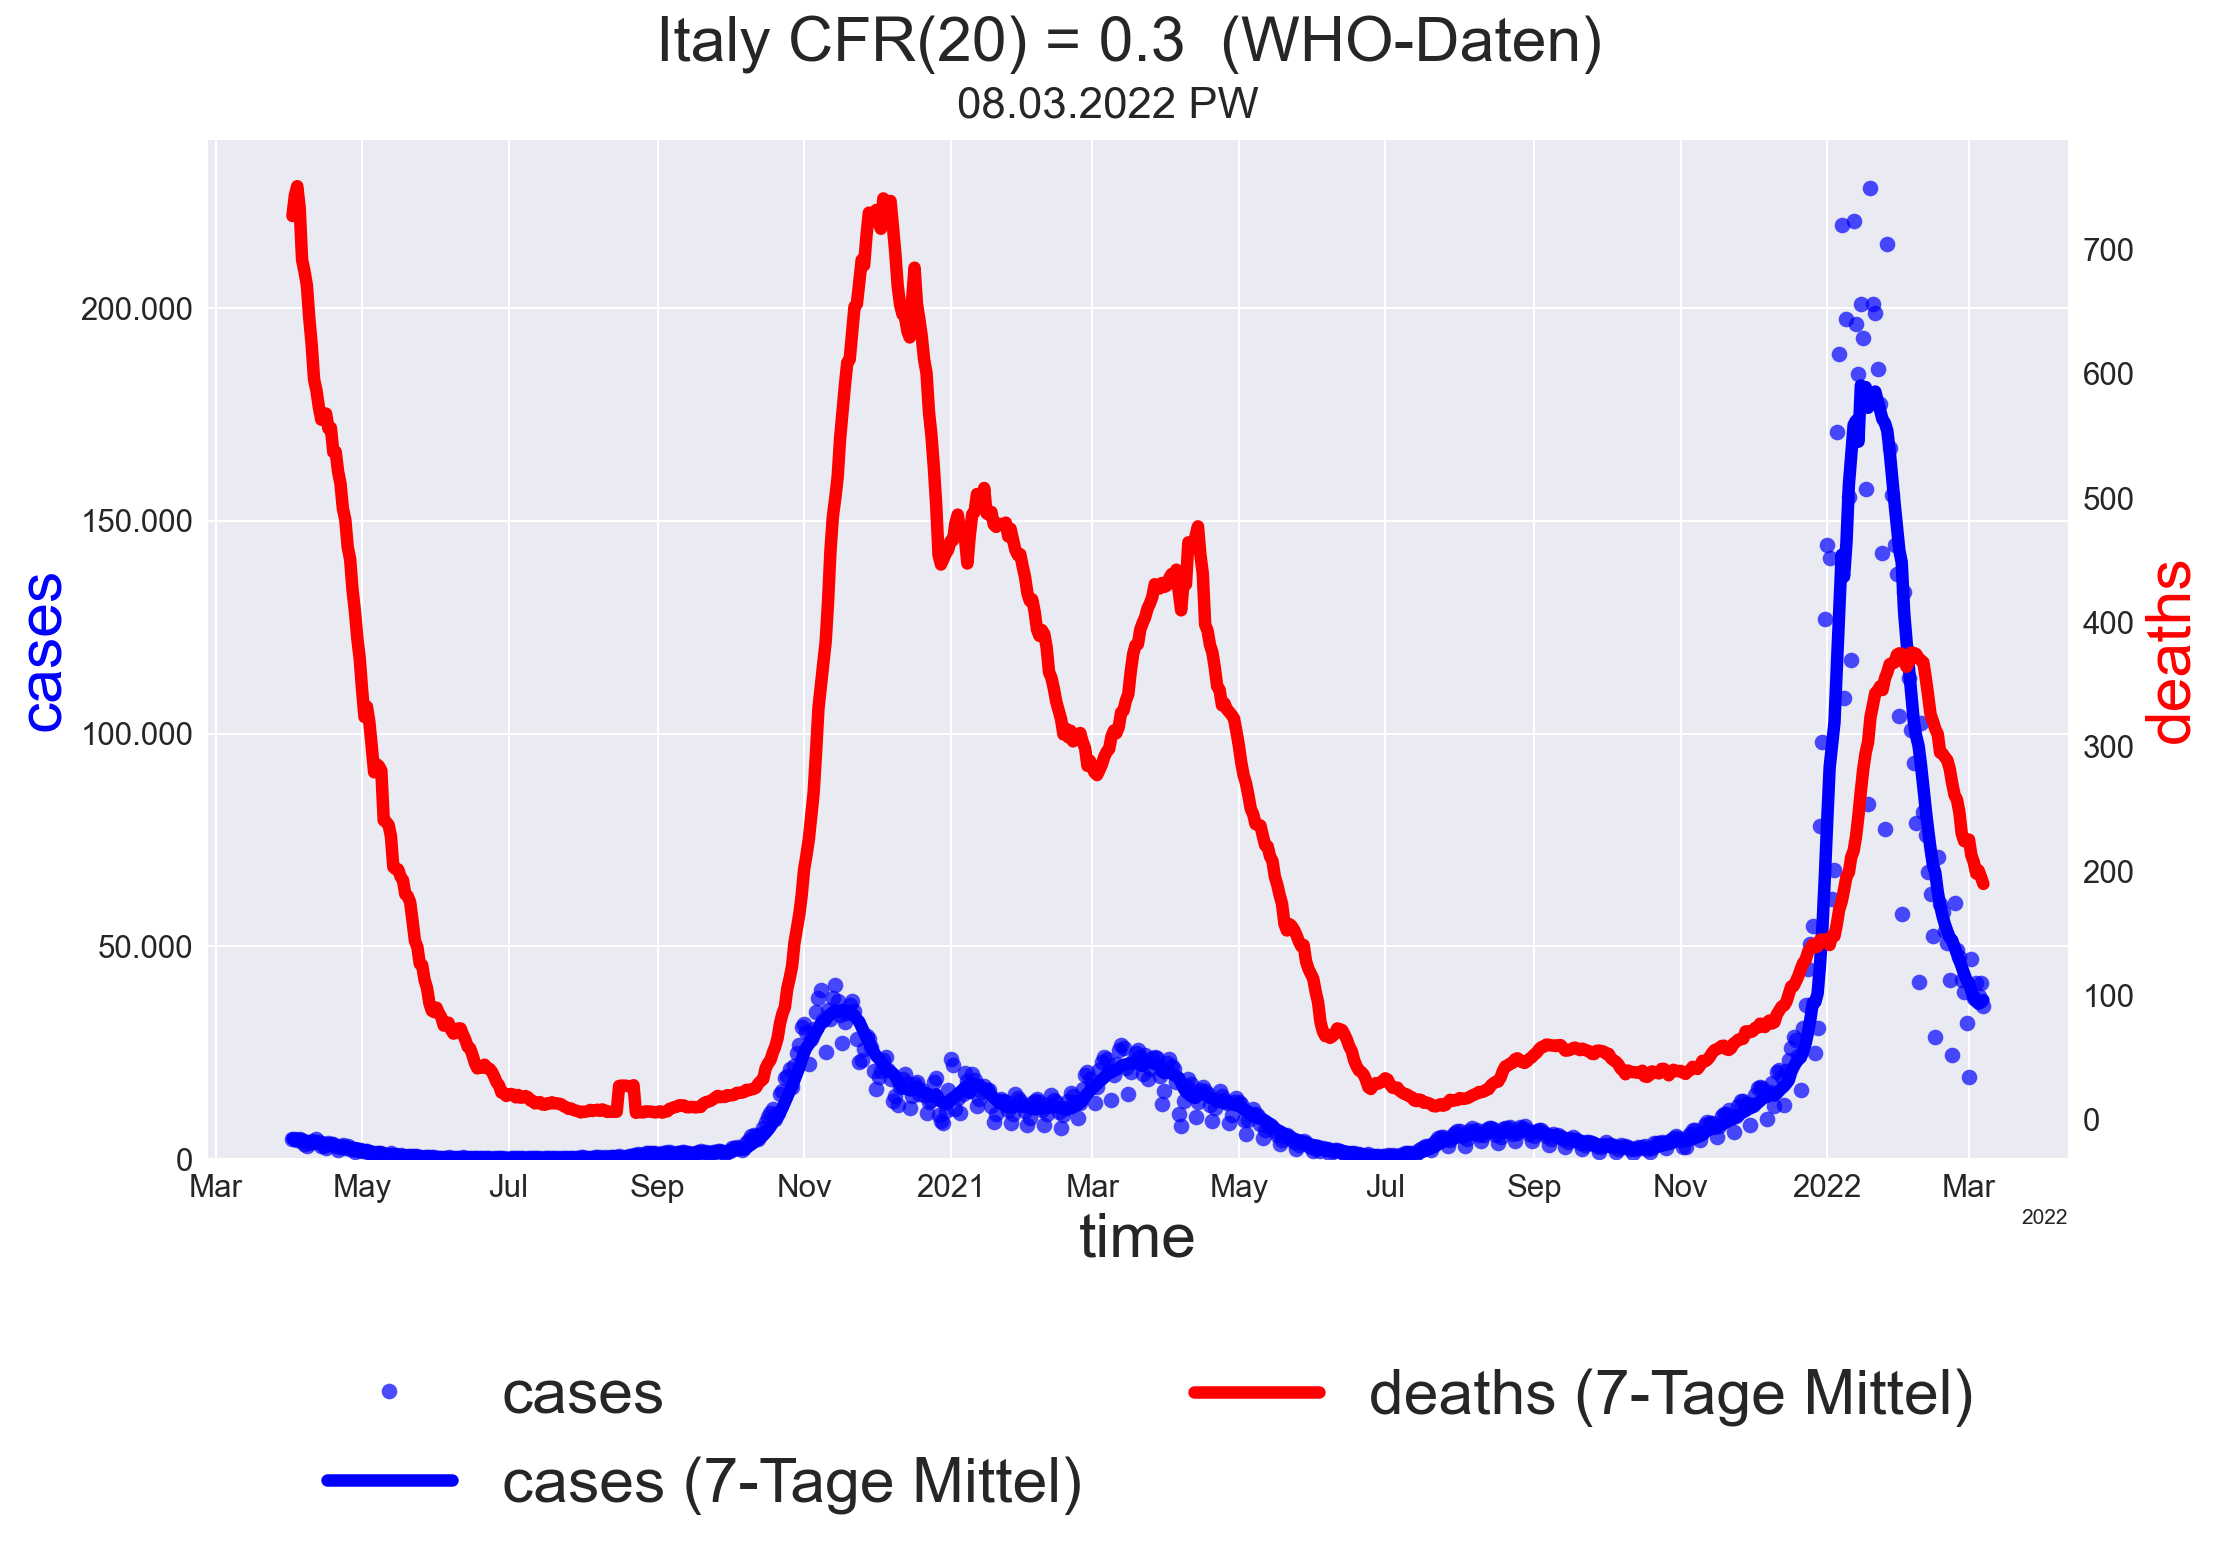 Italy CFR(20) = 0.3  (WHO-Daten)
08.03.2022 PW
cases
200.000
150.000
100.000
50.000
0
700
600
500
400
300
200
100
0
deaths
Mar May Jul Sep Nov 2021 Mar May Jul Sep Nov 2022 Mar
2022
time
cases
deaths (7-Tage Mittel)
cases (7-Tage Mittel)